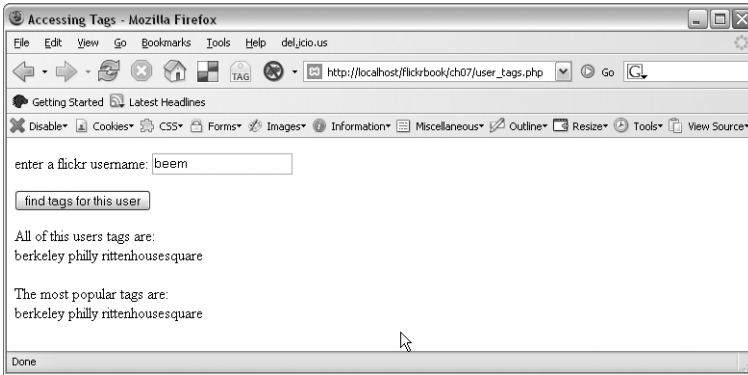 Accessing Tags - Mozilla Firefox
File Edit View Go Bookmarks Tools Help del.icio.us
TAG http://localhost/flickrbook/ch07/user_tags.php Go G
Getting Started Latest Headlines
Disable Cookies CSS Forms Images Information Miscellaneous Outline Resize Tools View Source
enter a flickr username: beem
find tags for this user
All of this users tags are:
berkeley philly rittenhousesquare
The most popular tags are:
berkeley philly rittenhousesquare
Done